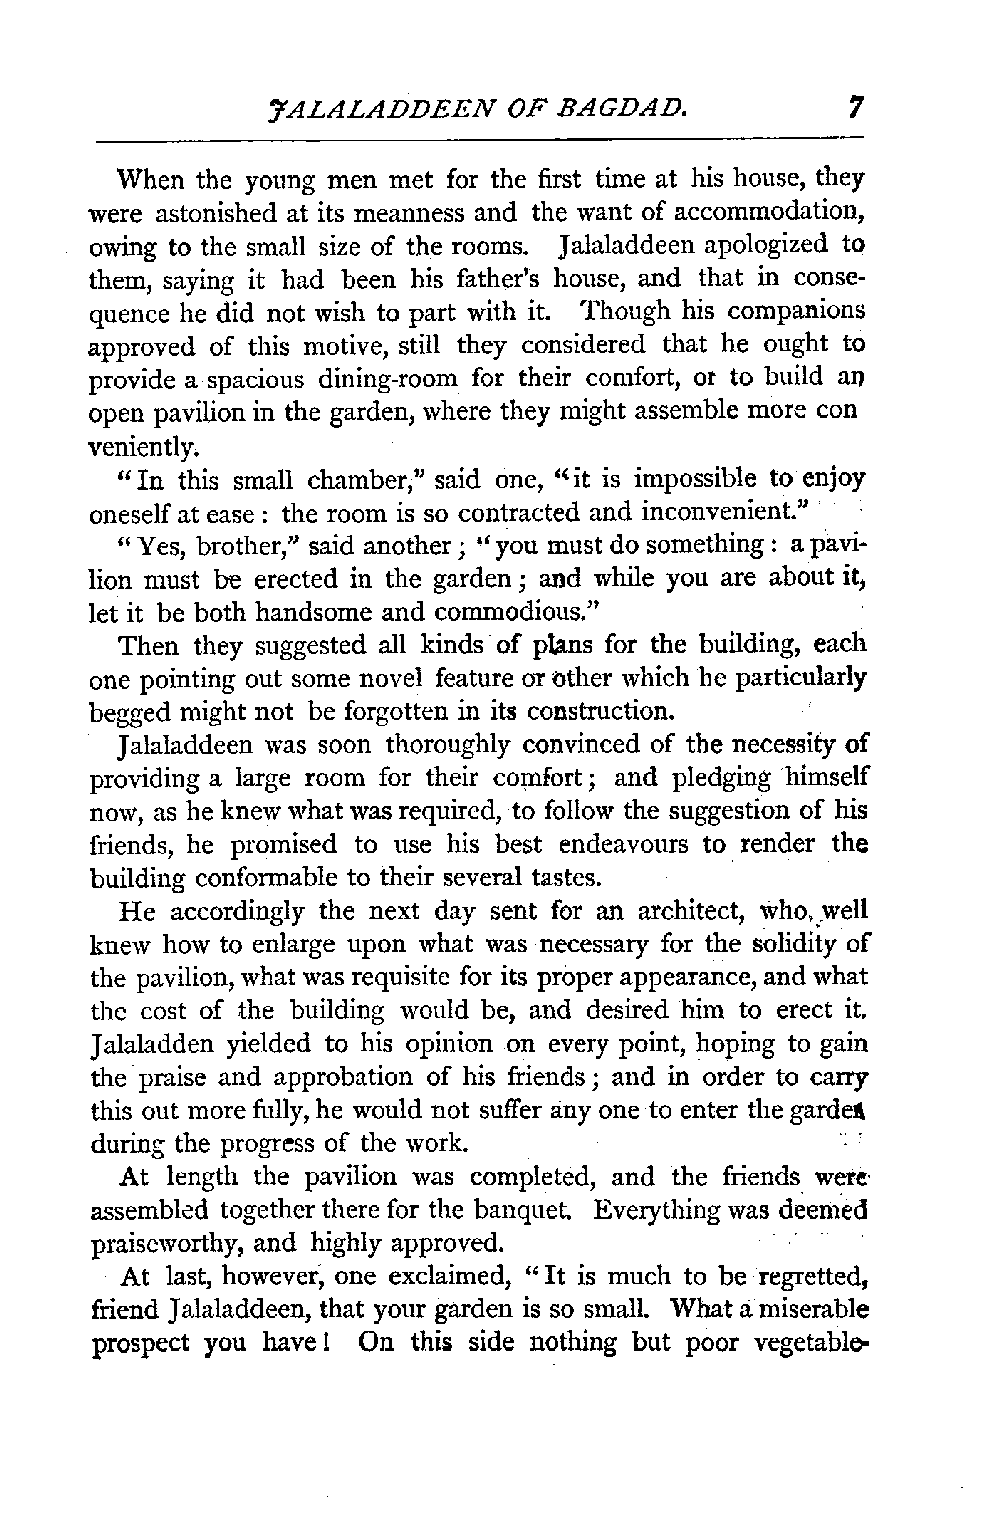 JALALADDEEN OF BAGDAD. 7
When the young men met for the first time at his house, they
were astonished at its meanness and the want of accommodation,
owing to the small size of the rooms. Jalaladdeen apologized to
them, saying it had been his father's house, and that in conse-
quence he did not wish to part with it. Though his companions
approved of this motive, still they considered that he ought to
provide a spacious dining-room for their comfort, or to build an
open pavilion in the garden, where they might assemble more con
veniently.
“In this small chamber,” said one, “it is impossible to enjoy
oneself at ease : the room is so contracted and inconvenient.”
“Yes, brother,” said another ; “you must do something : a pavi-
lion must be erected in the garden ; and while you are about it,
let it be both handsome and commodious.”
Then they suggested all kinds of plans for the building, each
one pointing out some novel feature or other which he particularly
begged might not be forgotten in its construction.
Jalaladdeen was soon thoroughly convinced of the necessity of
providing a large room for their comfort ; and pledging himself
now, as he knew what was required, to follow the suggestion of his
friends, he promised to use his best endeavours to render the
building conformable to their several tastes.
He accordingly the next day sent for an architect, who, well
knew how to enlarge upon what was necessary for the solidity of
the pavilion, what was requisite for its proper appearance, and what
the cost of the building would be, and desired him to erect it.
Jalaladden yielded to his opinion on every point, hoping to gain
the praise and approbation of his friends ; and in order to carry
this out more fully, he would not suffer any one to enter the garden
during the progress of the work.
At length the pavilion was completed, and the friends were
assembled together there for the banquet. Everything was deemed
praiseworthy, and highly approved.
At last, however, one exclaimed, “It is much to be regretted,
friend Jalaladdeen, that your garden is so small. What a miserable
prospect you have ! On this side nothing but poor vegetable-